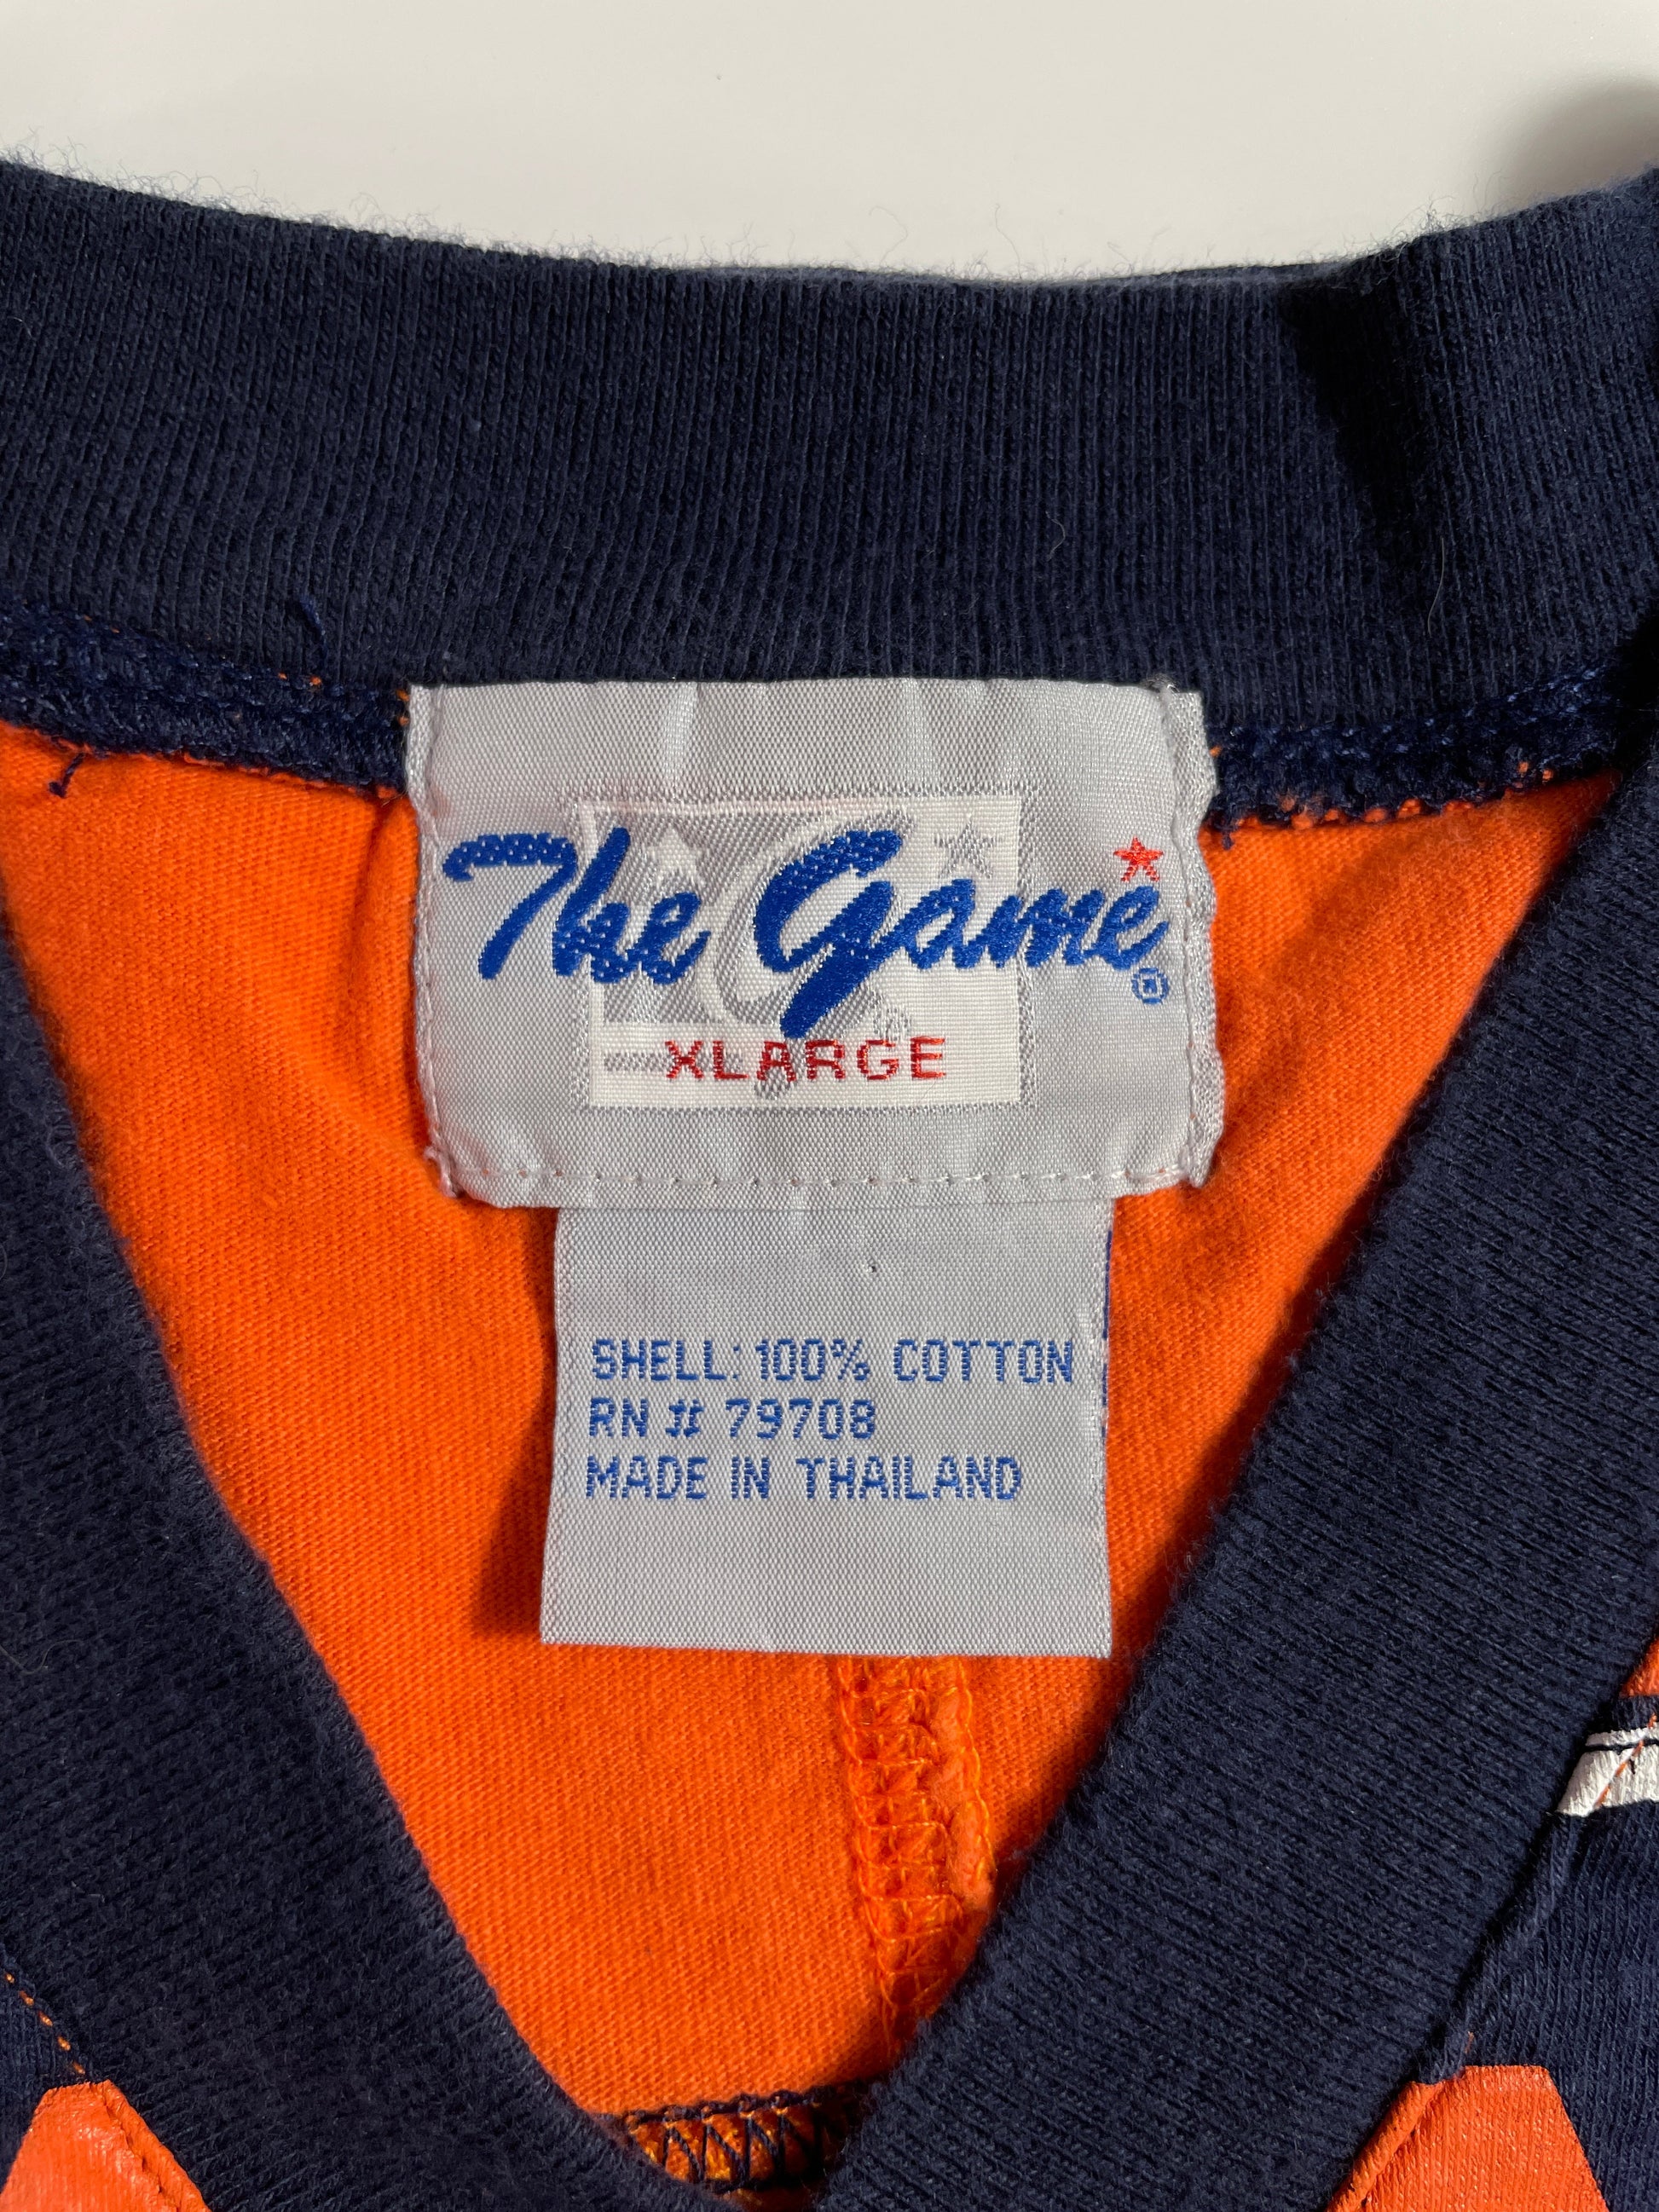 The Game ®
XLARGE
SHELL: 100% COTTON
RN # 79708
MADE IN THAILAND